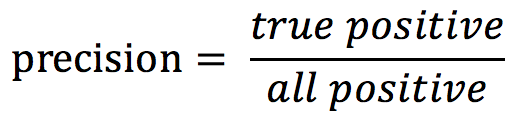 precision = true positive
all positive